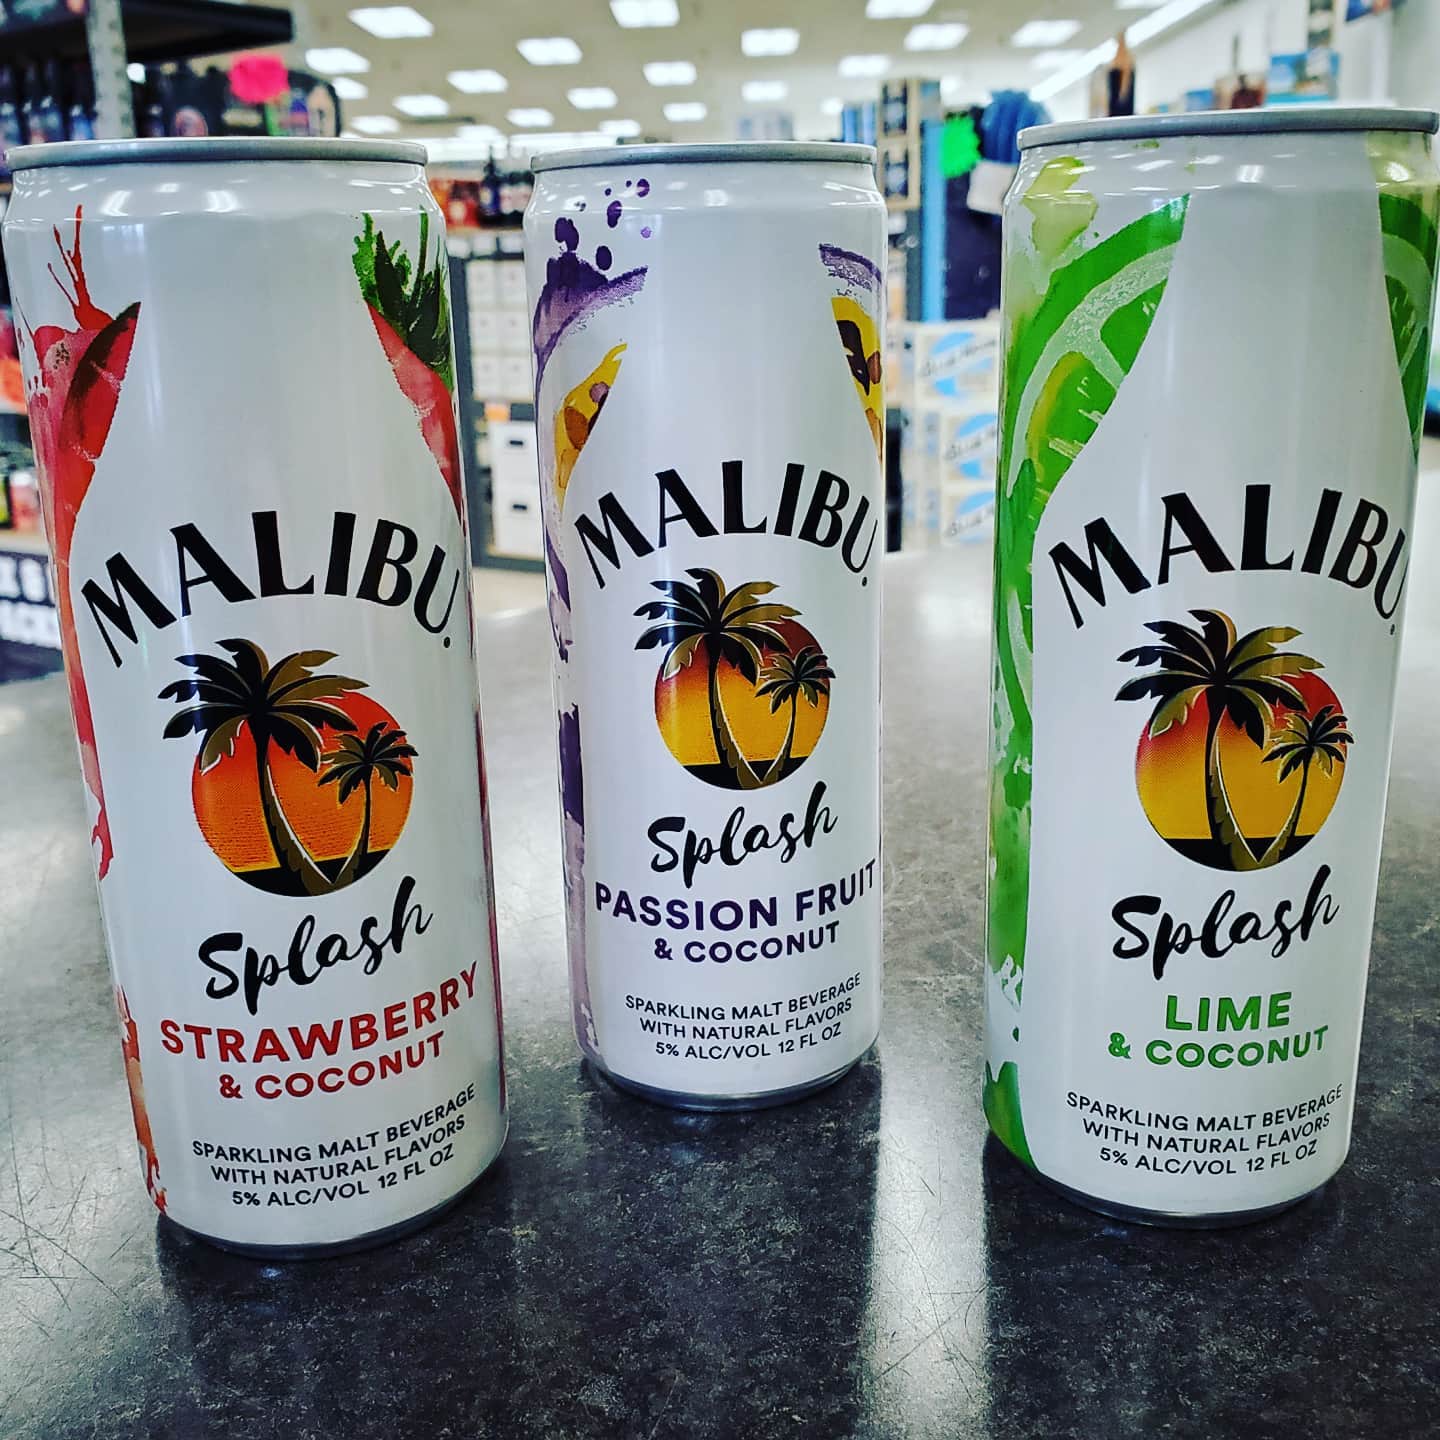 MALIBU.
Splash
STRAWBERRY
& COCONUT
SPARKLING MALT BEVERAGE
WITH NATURAL FLAVORS
5% ALC/VOL 12 FL OZ
MALIBU.
Splash
PASSION FRUIT
& COCONUT
SPARKLING MALT BEVERAGE
WITH NATURAL FLAVORS
5% ALC/VOL 12 FL OZ
MALIBU.
Splash
LIME
& COCONUT
SPARKLING MALT BEVERAGE
WITH NATURAL FLAVORS
5% ALC/VOL 12 FL OZ